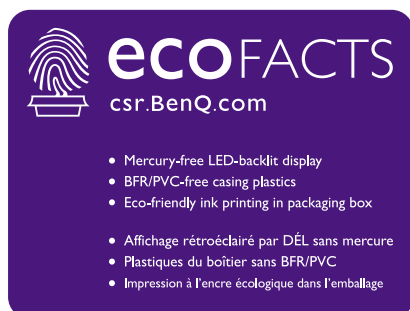 ecoFACTS
csr.BenQ.com
• Mercury-free LED-backlit display
• BFR/PVC-free casing plastics
• Eco-friendly ink printing in packaging box
• Affichage rétroéclairé par DÉL sans mercure
• Plastiques du boîtier sans BFR/PVC
• Impression à l'encre écologique dans l'emballage